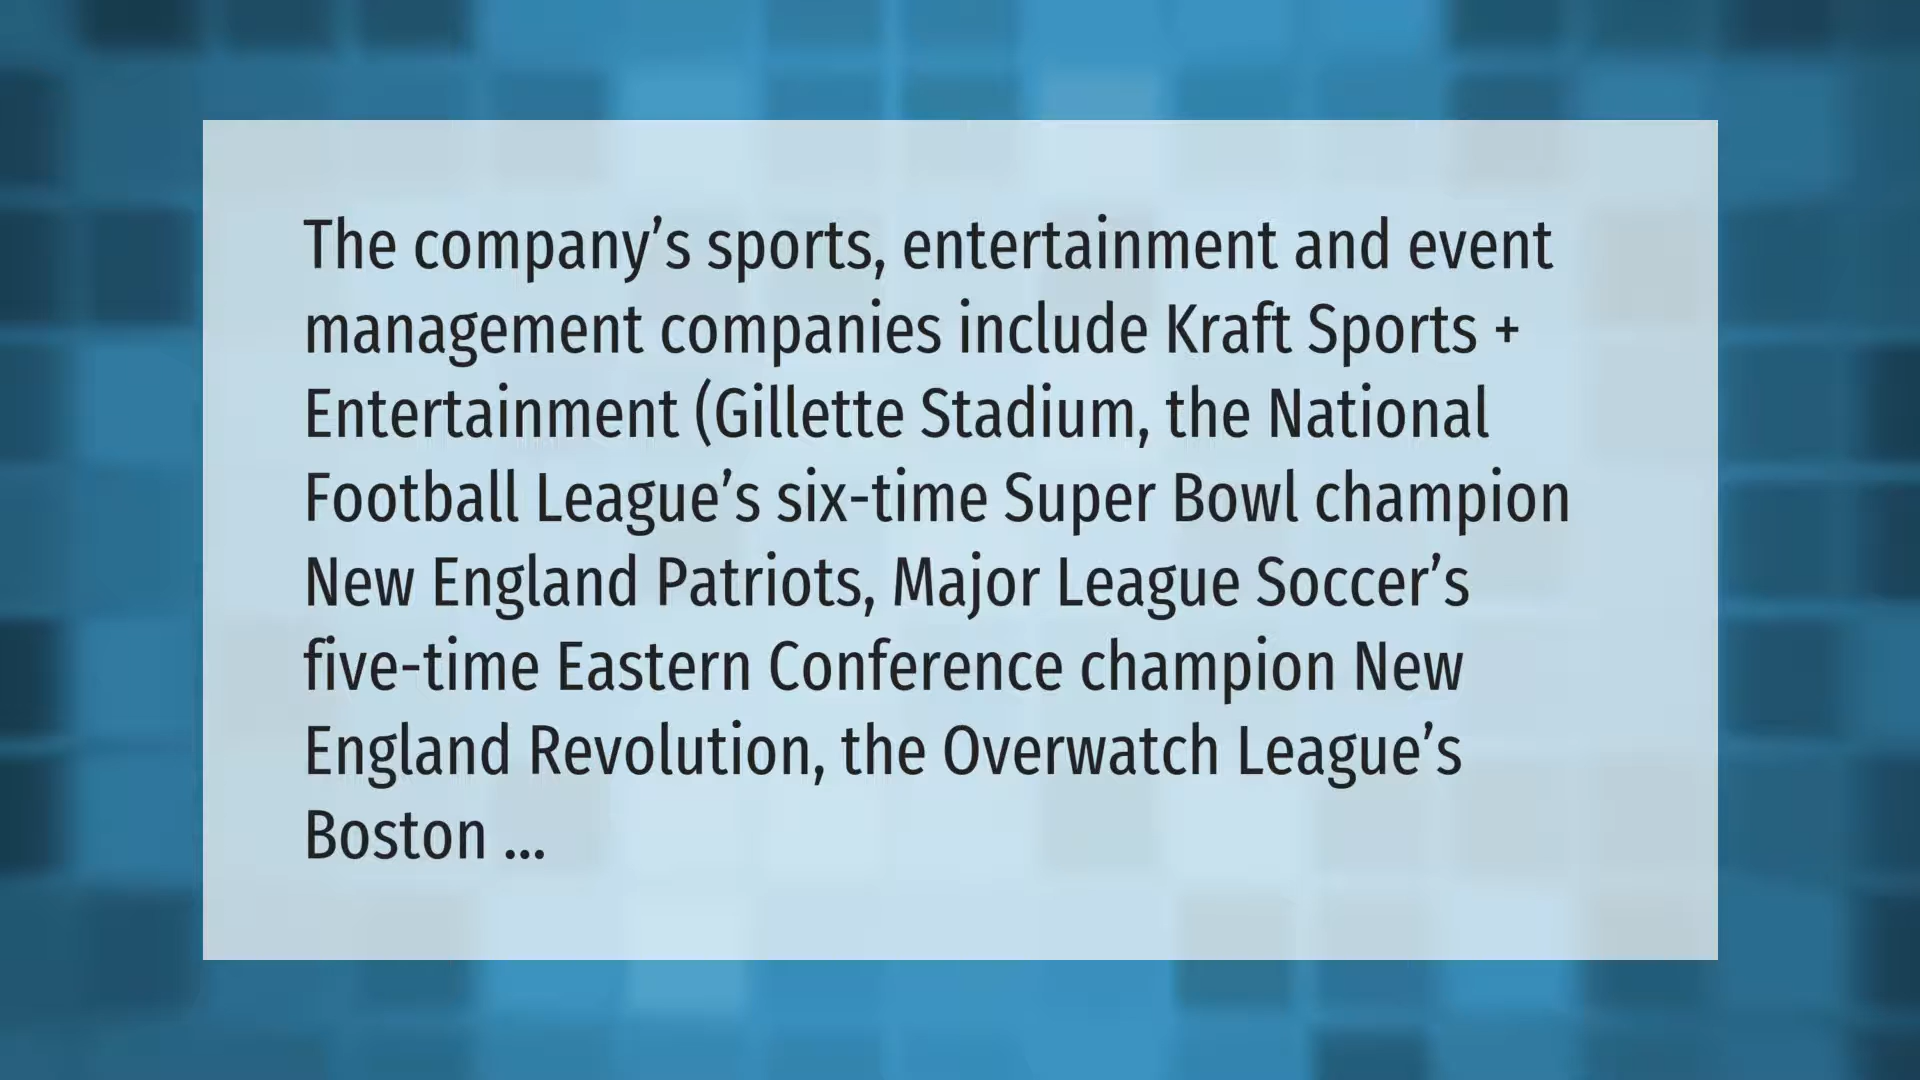 The company’s sports, entertainment and event
management companies include Kraft Sports +
Entertainment (Gillette Stadium, the National
Football League’s six-time Super Bowl champion
New England Patriots, Major League Soccer’s
five-time Eastern Conference champion New
England Revolution, the Overwatch League’s
Boston ...